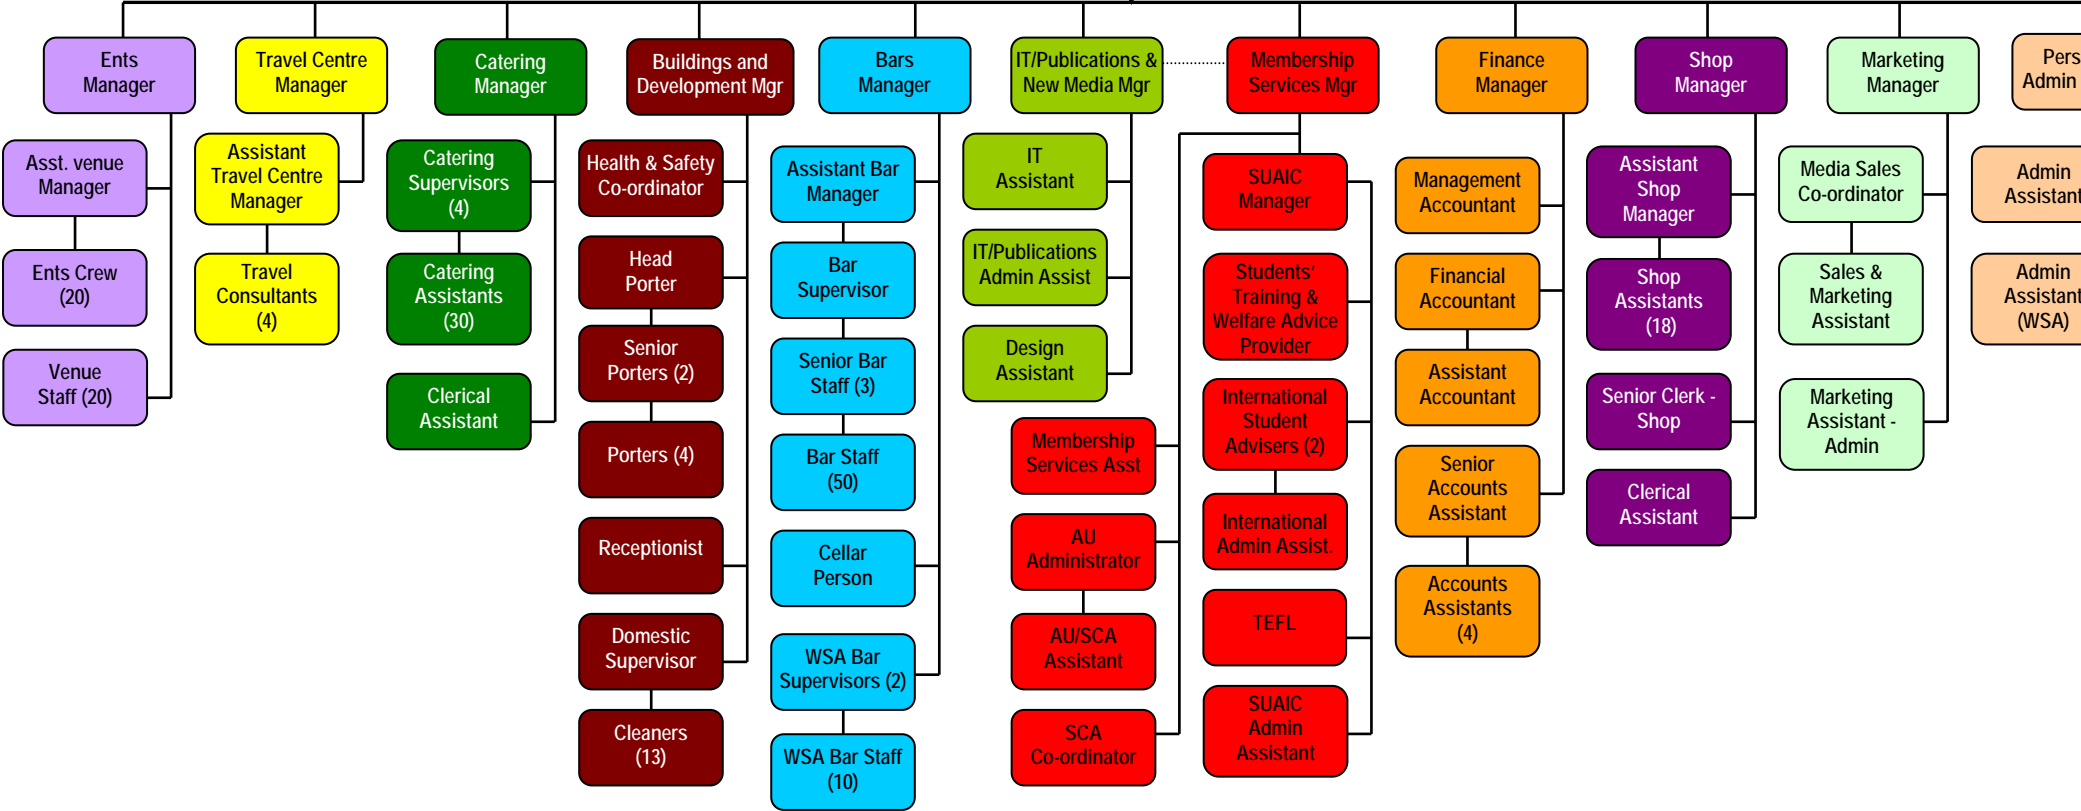 Ents
Manager
Travel Centre
Manager
Catering
Manager
Buildings and
Development Mgr
Bars
Manager
IT/Publications &
New Media Mgr
Membership
Services Mgr
Finance
Manager
Shop
Manager
Marketing
Manager
Pers
Admin
Asst. venue
Manager
Ents Crew
(20)
Venue
Staff (20)
Assistant
Travel Centre
Manager
Travel
Consultants
(4)
Catering
Supervisors
(4)
Catering
Assistants
(30)
Clerical
Assistant
Health & Safety
Co-ordinator
Head
Porter
Senior
Porters (2)
Porters (4)
Receptionist
Domestic
Supervisor
Cleaners
(13)
Assistant Bar
Manager
Bar
Supervisor
Senior Bar
Staff (3)
Bar Staff
(50)
Cellar
Person
WSA Bar
Supervisors (2)
WSA Bar Staff
(10)
IT
Assistant
IT/Publications
Admin Assist
Design
Assistant
Membership
Services Asst
AU
Administrator
AU/SCA
Assistant
SCA
Co-ordinator
SUAIC
Manager
Students'
Training &
Welfare Advice
Provider
International
Student
Advisers (2)
International
Admin Assist.
TEFL
SUAIC
Admin
Assistant
Management
Accountant
Financial
Accountant
Assistant
Accountant
Senior
Accounts
Assistant
Accounts
Assistants
(4)
Assistant
Shop
Manager
Shop
Assistants
(18)
Senior Clerk -
Shop
Clerical
Assistant
Media Sales
Co-ordinator
Sales &
Marketing
Assistant
Marketing
Assistant -
Admin
Admin
Assistant
Admin
Assistant
(WSA)